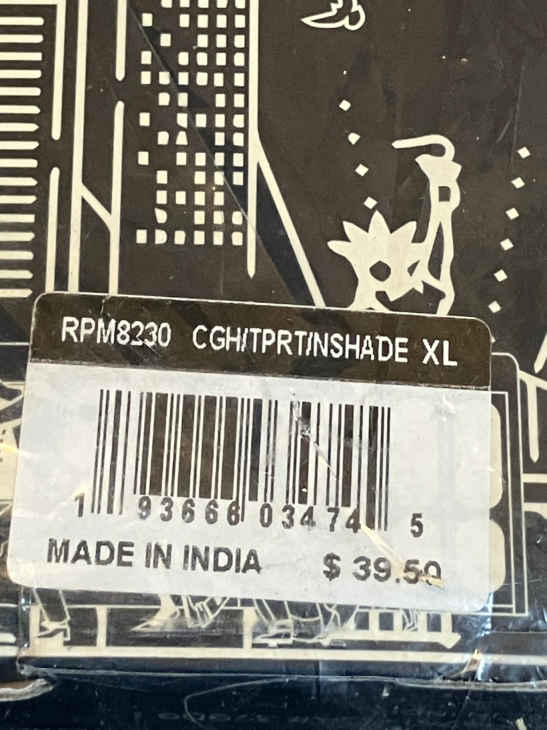 RPM8230 CGH/TPRT/NSHADE XL
1 93666 03474 5
MADE IN INDIA $ 39.50